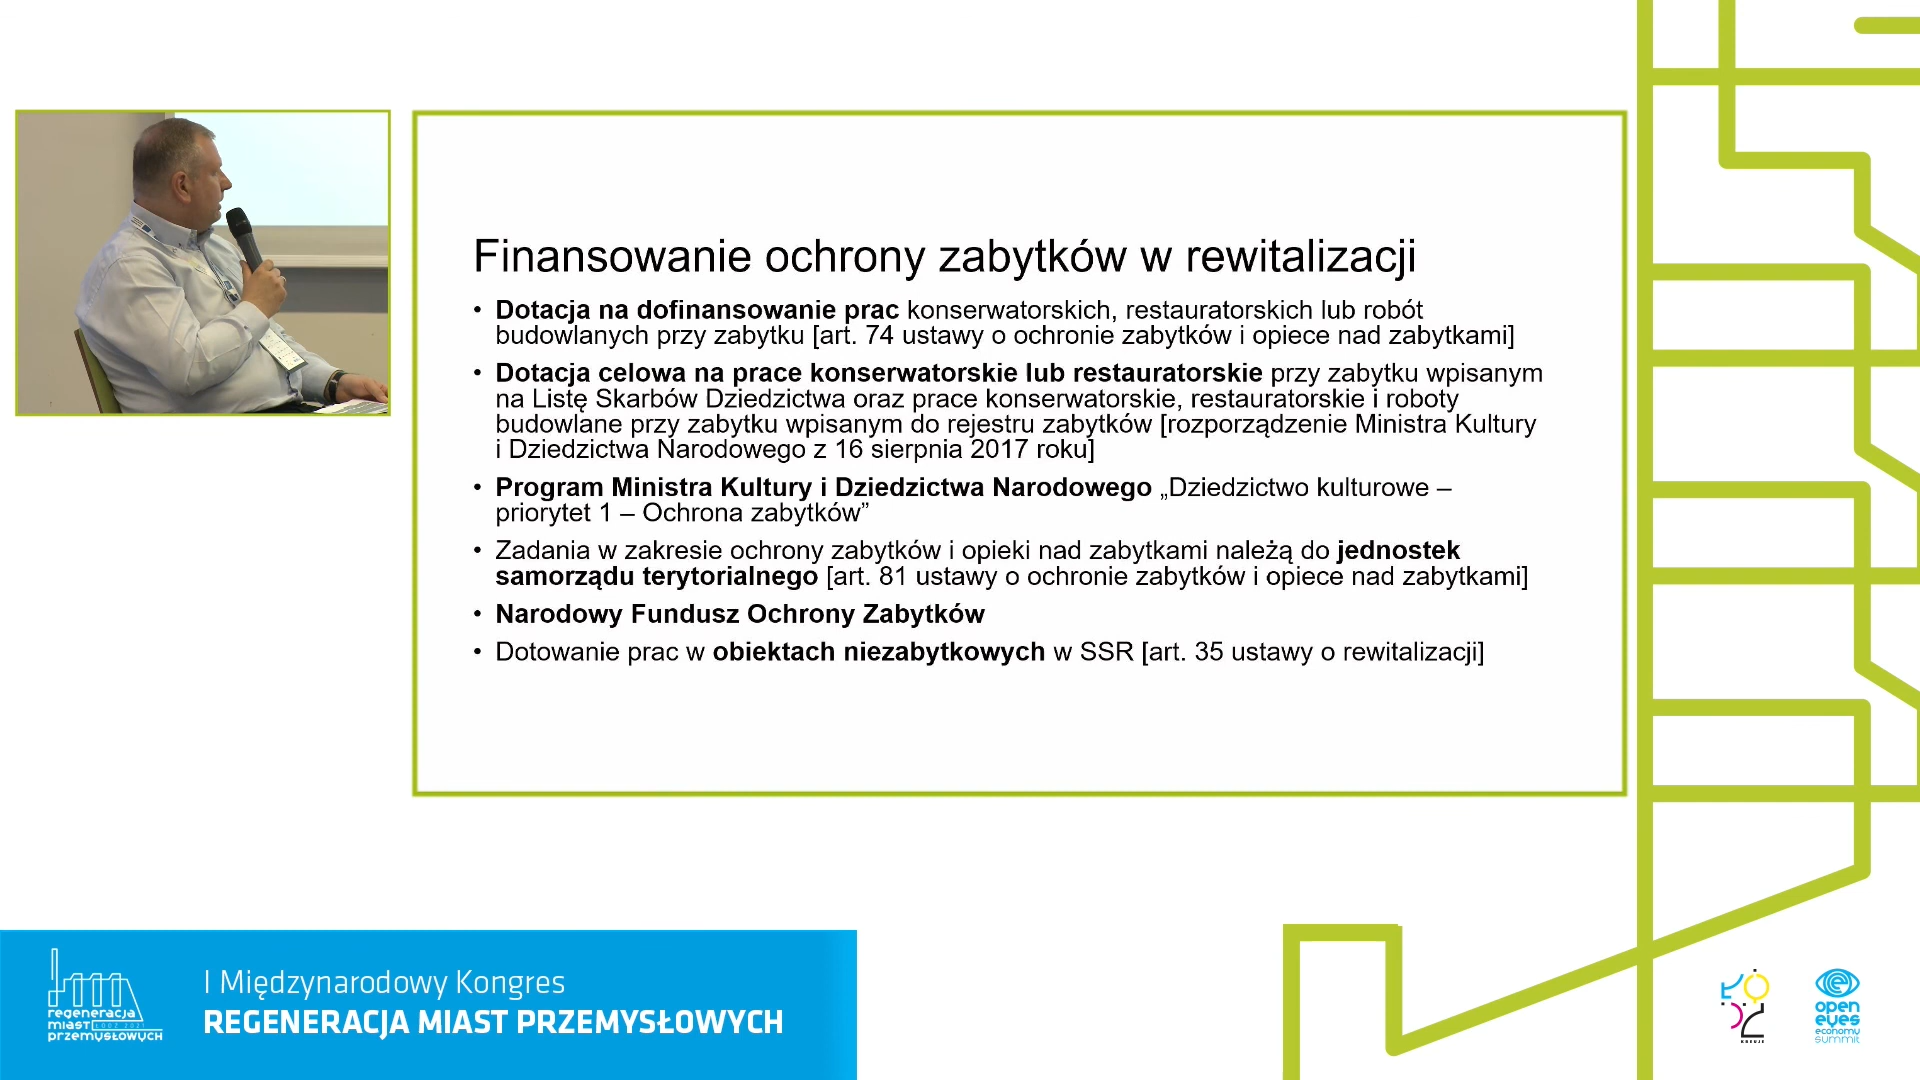 Finansowanie ochrony zabytków w rewitalizacji
• Dotacja na dofinansowanie prac konserwatorskich, restauratorskich lub robót
budowlanych przy zabytku [art. 74 ustawy o ochronie zabytków i opiece nad zabytkami]
• Dotacja celowa na prace konserwatorskie lub restauratorskie przy zabytku wpisanym
na Listę Skarbów Dziedzictwa oraz prace konserwatorskie, restauratorskie i roboty
budowlane przy zabytku wpisanym do rejestru zabytków [rozporządzenie Ministra Kultury
i Dziedzictwa Narodowego z 16 sierpnia 2017 roku]
• Program Ministra Kultury i Dziedzictwa Narodowego „Dziedzictwo kulturowe –
priorytet 1 – Ochrona zabytków”
• Zadania w zakresie ochrony zabytków i opieki nad zabytkami należą do jednostek
samorządu terytorialnego [art. 81 ustawy o ochronie zabytków i opiece nad zabytkami]
• Narodowy Fundusz Ochrony Zabytków
• Dotowanie prac w obiektach niezabytkowych w SSR [art. 35 ustawy o rewitalizacji]
regeneracja
miast ŁÓDŹ 2021
przemysłowych
I Międzynarodowy Kongres
REGENERACJA MIAST PRZEMYSŁOWYCH
ŁÓDŹ
KREUJE
open
eyes
economy
summit